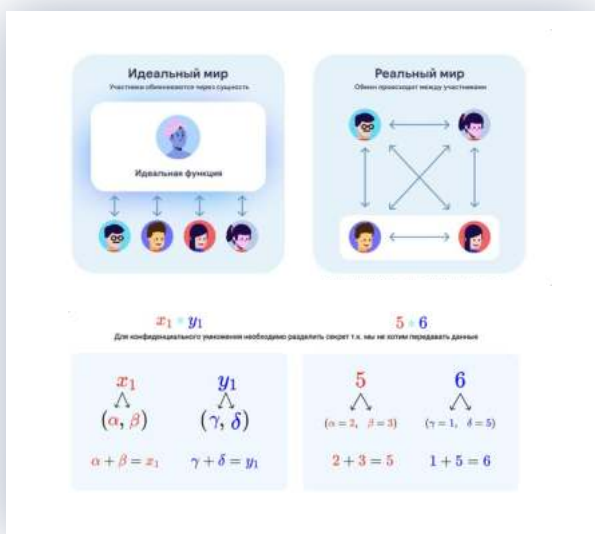 Идеальный мир
Участники обмениваются через сущность
Идеальная функция
Реальный мир
Обмен происходит между участниками
x₁ * y₁
5 * 6
Для конфиденциального умножения необходимо разделить секрет т.к. мы не хотим передавать данные
x₁ y₁
(α, β) (γ, δ)
α + β = x₁ γ + δ = y₁
5 6
(α = 2, β = 3) (γ = 1, δ = 5)
2 + 3 = 5 1 + 5 = 6